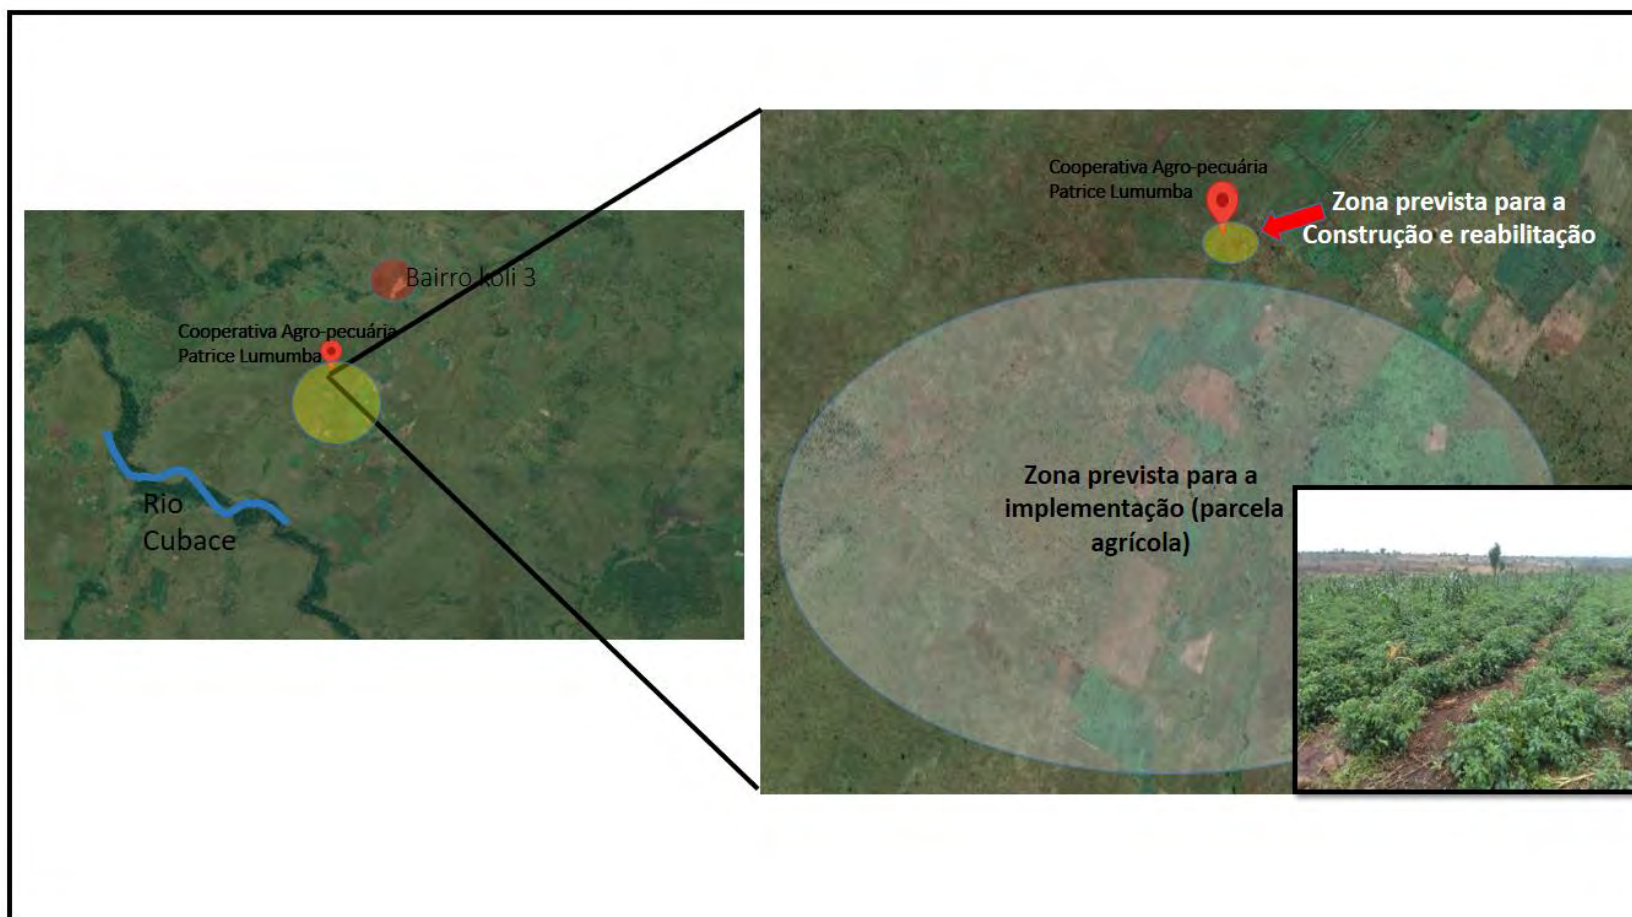 Bairro koli 3
Cooperativa Agro-pecuária
Patrice Lumumba
Rio
Cubace
Cooperativa Agro-pecuária
Patrice Lumumba
Zona prevista para a
Construção e reabilitação
Zona prevista para a
implementação (parcela
agrícola)